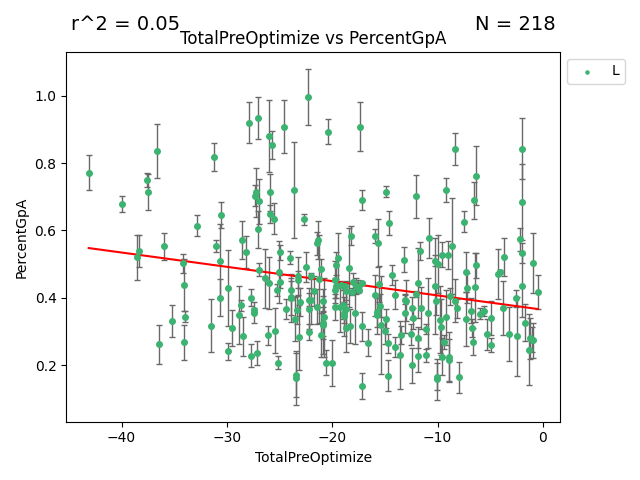 r^2 = 0.05
N = 218
TotalPreOptimize vs PercentGpA
L
PercentGpA
1.0
0.8
0.6
0.4
0.2
−40
−30
−20
−10
0
TotalPreOptimize